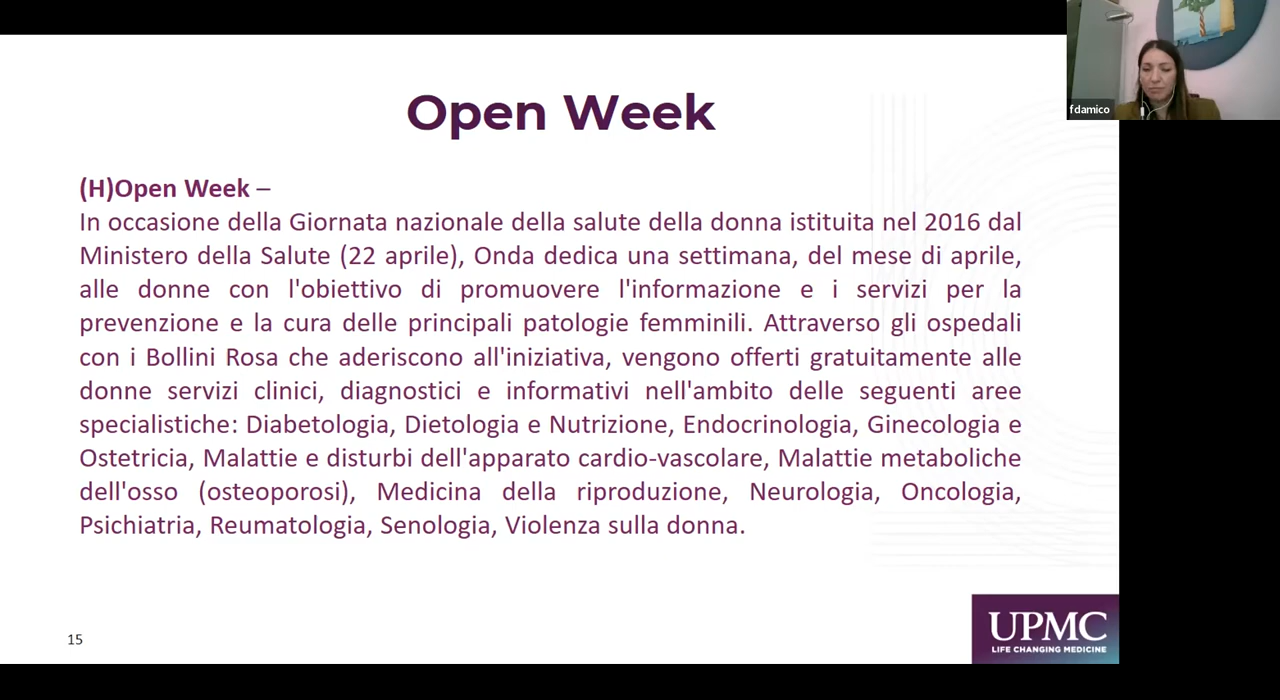 Open Week
fdamico
(H)Open Week –
In occasione della Giornata nazionale della salute della donna istituita nel 2016 dal
Ministero della Salute (22 aprile), Onda dedica una settimana, del mese di aprile,
alle donne con l'obiettivo di promuovere l'informazione e i servizi per la
prevenzione e la cura delle principali patologie femminili. Attraverso gli ospedali
con i Bollini Rosa che aderiscono all'iniziativa, vengono offerti gratuitamente alle
donne servizi clinici, diagnostici e informativi nell'ambito delle seguenti aree
specialistiche: Diabetologia, Dietologia e Nutrizione, Endocrinologia, Ginecologia e
Ostetricia, Malattie e disturbi dell'apparato cardio-vascolare, Malattie metaboliche
dell'osso (osteoporosi), Medicina della riproduzione, Neurologia, Oncologia,
Psichiatria, Reumatologia, Senologia, Violenza sulla donna.
15
UPMC
LIFE CHANGING MEDICINE